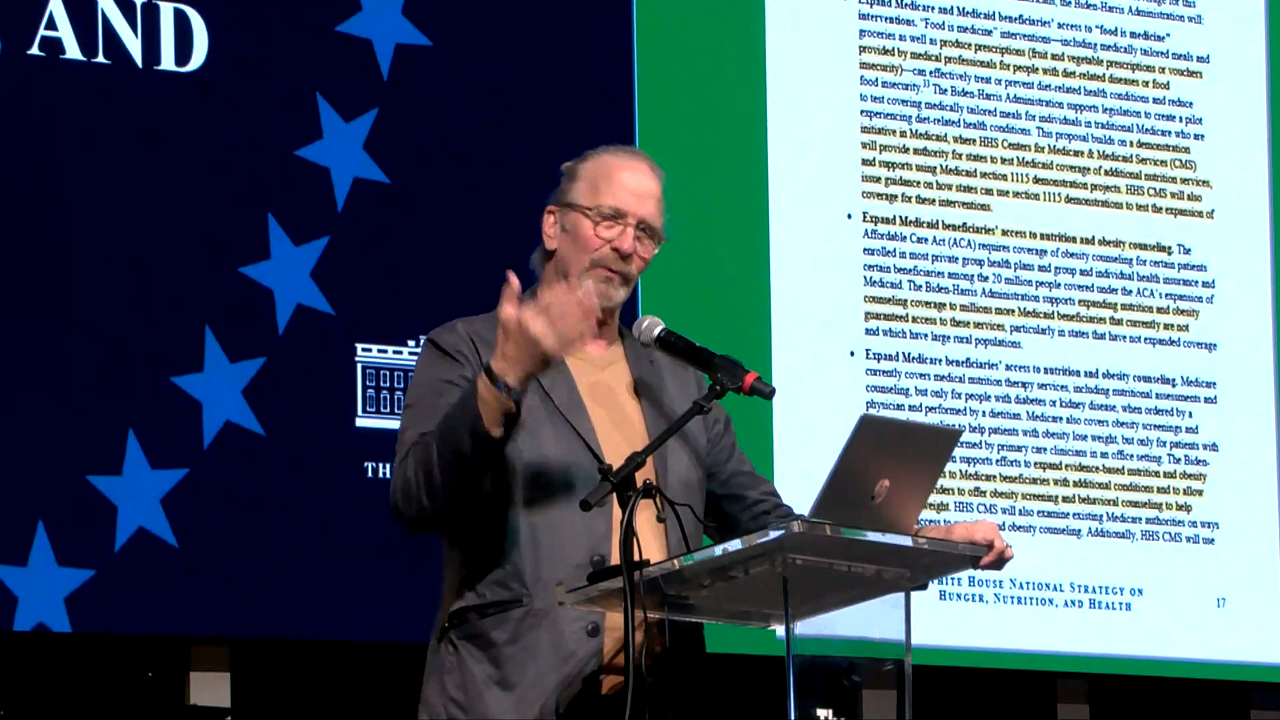 AND
TH
the Biden-Harris Administration will:
Expand Medicare and Medicaid beneficiaries' access to "food is medicine"
interventions. "Food is medicine" interventions—including medically tailored meals and
groceries as well as produce prescriptions (fruit and vegetable prescriptions or vouchers
provided by medical professionals for people with diet-related diseases or food
insecurity)—can effectively treat or prevent diet-related health conditions and reduce
food insecurity.33 The Biden-Harris Administration supports legislation to create a pilot
to test covering medically tailored meals for individuals in traditional Medicare who are
experiencing diet-related health conditions. This proposal builds on a demonstration
initiative in Medicaid, where HHS Centers for Medicare & Medicaid Services (CMS)
will provide authority for states to test Medicaid coverage of additional nutrition services,
and supports using Medicaid section 1115 demonstration projects. HHS CMS will also
issue guidance on how states can use section 1115 demonstrations to test the expansion of
coverage for these interventions.
• Expand Medicaid beneficiaries' access to nutrition and obesity counseling. The
Affordable Care Act (ACA) requires coverage of obesity counseling for certain patients
enrolled in most private group health plans and group and individual health insurance and
certain beneficiaries among the 20 million people covered under the ACA's expansion of
Medicaid. The Biden-Harris Administration supports expanding nutrition and obesity
counseling coverage to millions more Medicaid beneficiaries that currently are not
guaranteed access to these services, particularly in states that have not expanded coverage
and which have large rural populations.
• Expand Medicare beneficiaries' access to nutrition and obesity counseling. Medicare
currently covers medical nutrition therapy services, including nutritional assessments and
counseling, but only for people with diabetes or kidney disease, when ordered by a
physician and performed by a dietitian. Medicare also covers obesity screenings and
to help patients with obesity lose weight, but only for patients with
ormed by primary care clinicians in an office setting. The Biden-
n supports efforts to expand evidence-based nutrition and obesity
s to Medicare beneficiaries with additional conditions and to allow
iders to offer obesity screening and behavioral counseling to help
weight. HHS CMS will also examine existing Medicare authorities on ways
access to nd obesity counseling. Additionally, HHS CMS will use
HITE HOUSE NATIONAL STRATEGY ON
HUNGER, NUTRITION, AND HEALTH
17
hp